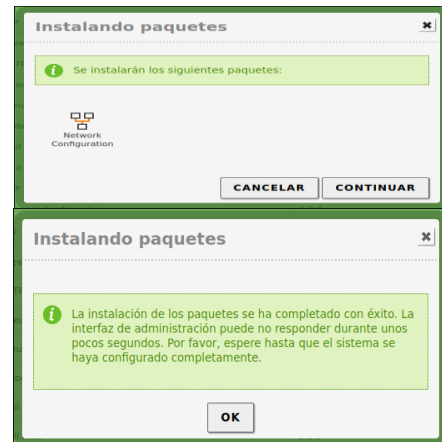 Instalando paquetes
Se instalarán los siguientes paquetes:
Network
Configuration
CANCELAR
CONTINUAR
Instalando paquetes
La instalación de los paquetes se ha completado con éxito. La
interfaz de administración puede no responder durante unos
pocos segundos. Por favor, espere hasta que el sistema se
haya configurado completamente.
OK